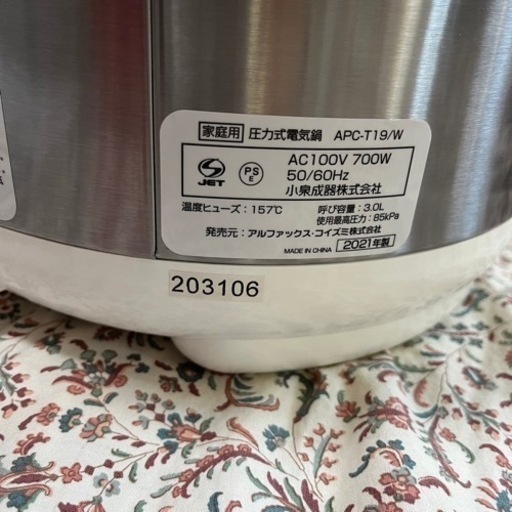 家庭用 圧力式電気鍋 APC-T19/W
JET
PS
E
AC100V 700W
50/60Hz
小泉成器株式会社
温度ヒューズ：157℃ 呼び容量：3.0L
使用最高圧力：85kPa
発売元：アルファックス・コイズミ株式会社
MADE IN CHINA 2021年製
203106